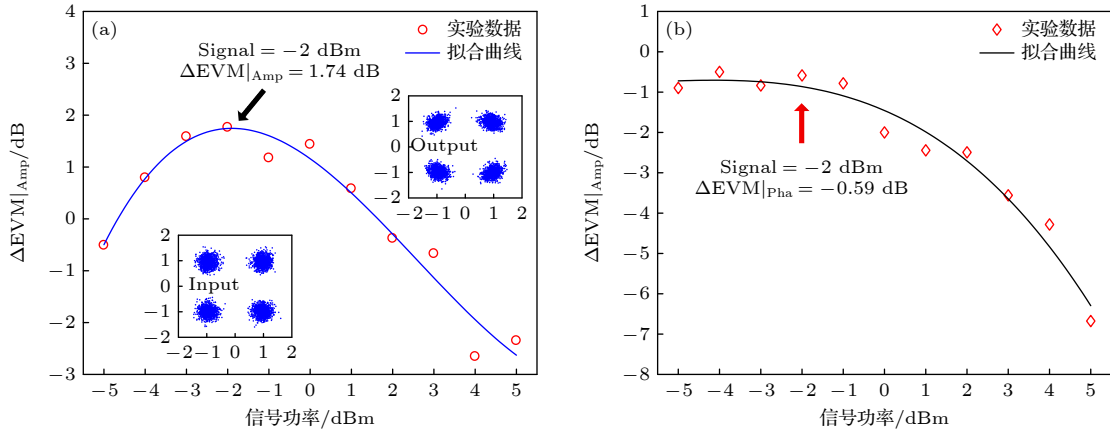 (a)
实验数据
拟合曲线
Signal = −2 dBm
ΔEVM|Amp = 1.74 dB
4
3
2
1
0
−1
−2
−3
ΔEVM|Amp/dB
2
1
0
−1
−2
Output
−2 −1 0 1 2
2
1
0
−1
−2
Input
−2 −1 0 1 2
−5 −4 −3 −2 −1 0 1 2 3 4 5
信号功率/dBm
(b)
实验数据
拟合曲线
1
0
−1
−2
−3
−4
−5
−6
−7
−8
ΔEVM|Amp/dB
Signal = −2 dBm
ΔEVM|Pha = −0.59 dB
−5 −4 −3 −2 −1 0 1 2 3 4 5
信号功率/dBm